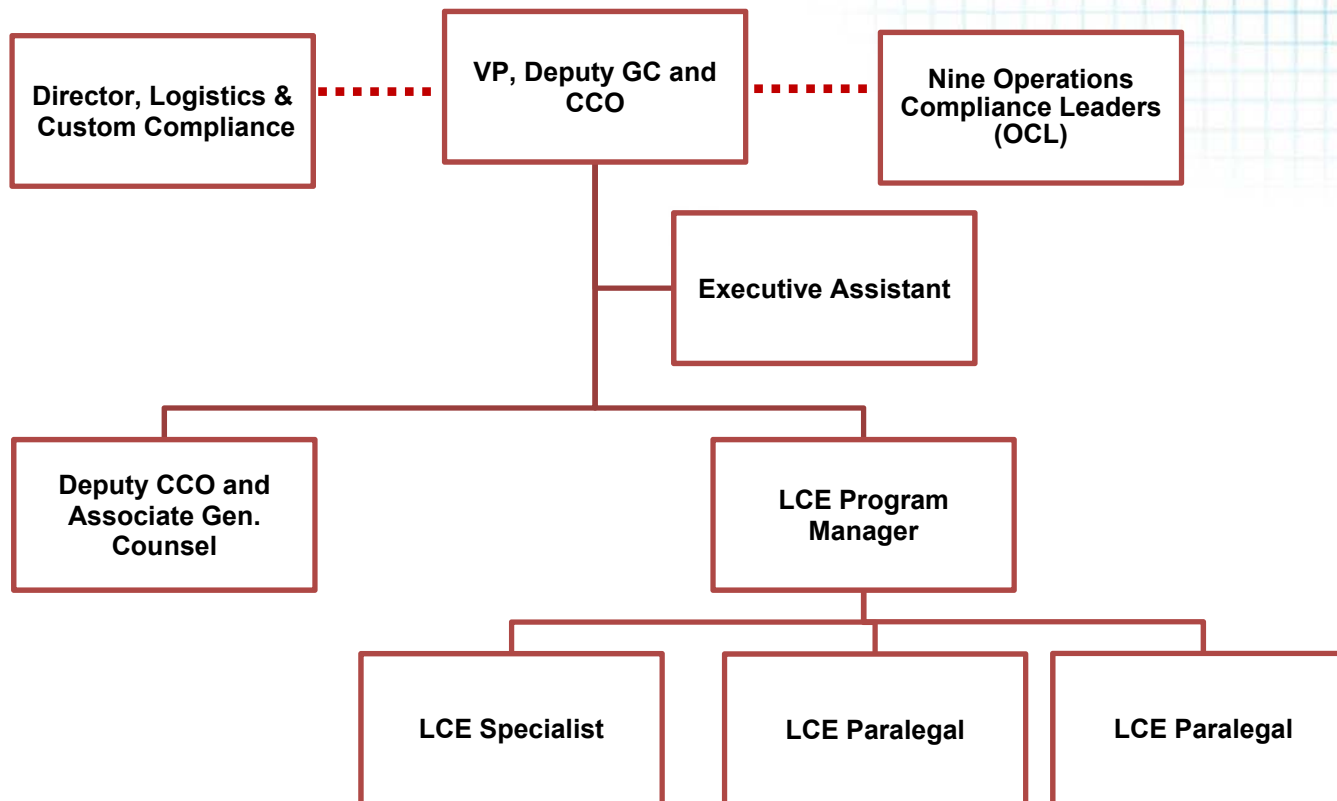 Director, Logistics &
Custom Compliance
VP, Deputy GC and
CCO
Nine Operations
Compliance Leaders
(OCL)
Executive Assistant
Deputy CCO and
Associate Gen.
Counsel
LCE Program
Manager
LCE Specialist
LCE Paralegal
LCE Paralegal